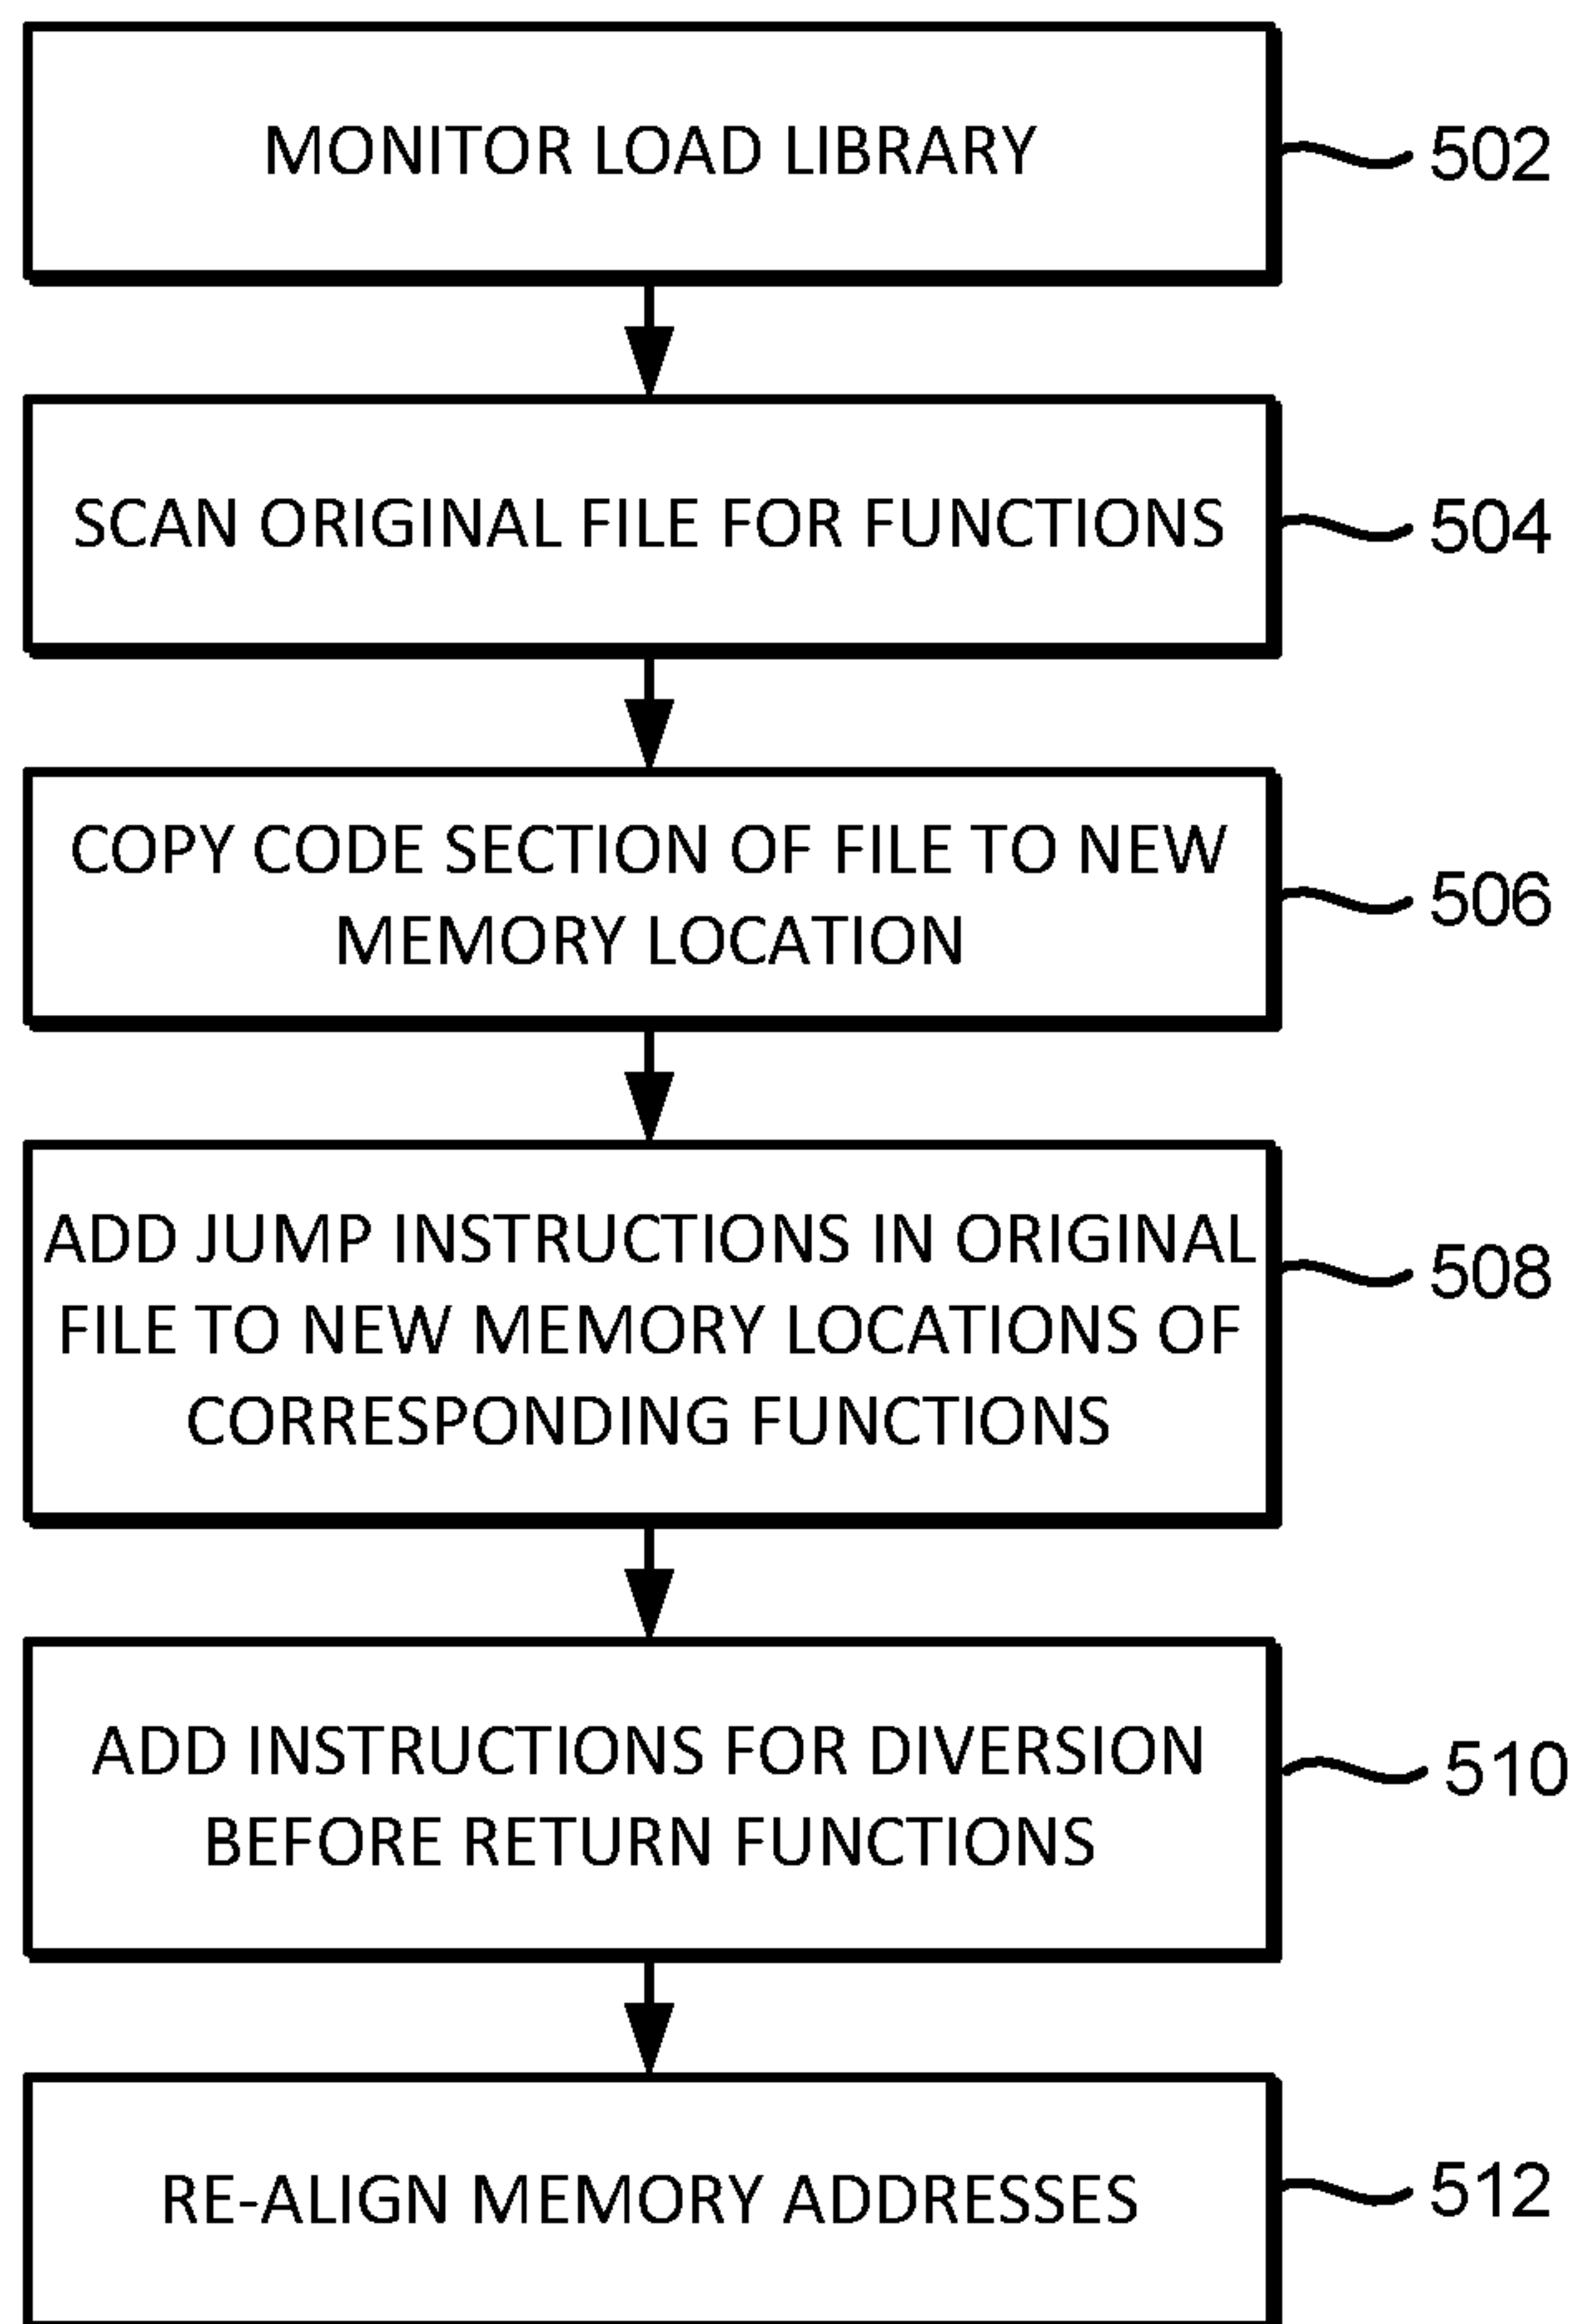 MONITOR LOAD LIBRARY
502
SCAN ORIGINAL FILE FOR FUNCTIONS
504
COPY CODE SECTION OF FILE TO NEW
MEMORY LOCATION
506
ADD JUMP INSTRUCTIONS IN ORIGINAL
FILE TO NEW MEMORY LOCATIONS OF
CORRESPONDING FUNCTIONS
508
ADD INSTRUCTIONS FOR DIVERSION
BEFORE RETURN FUNCTIONS
510
RE-ALIGN MEMORY ADDRESSES
512